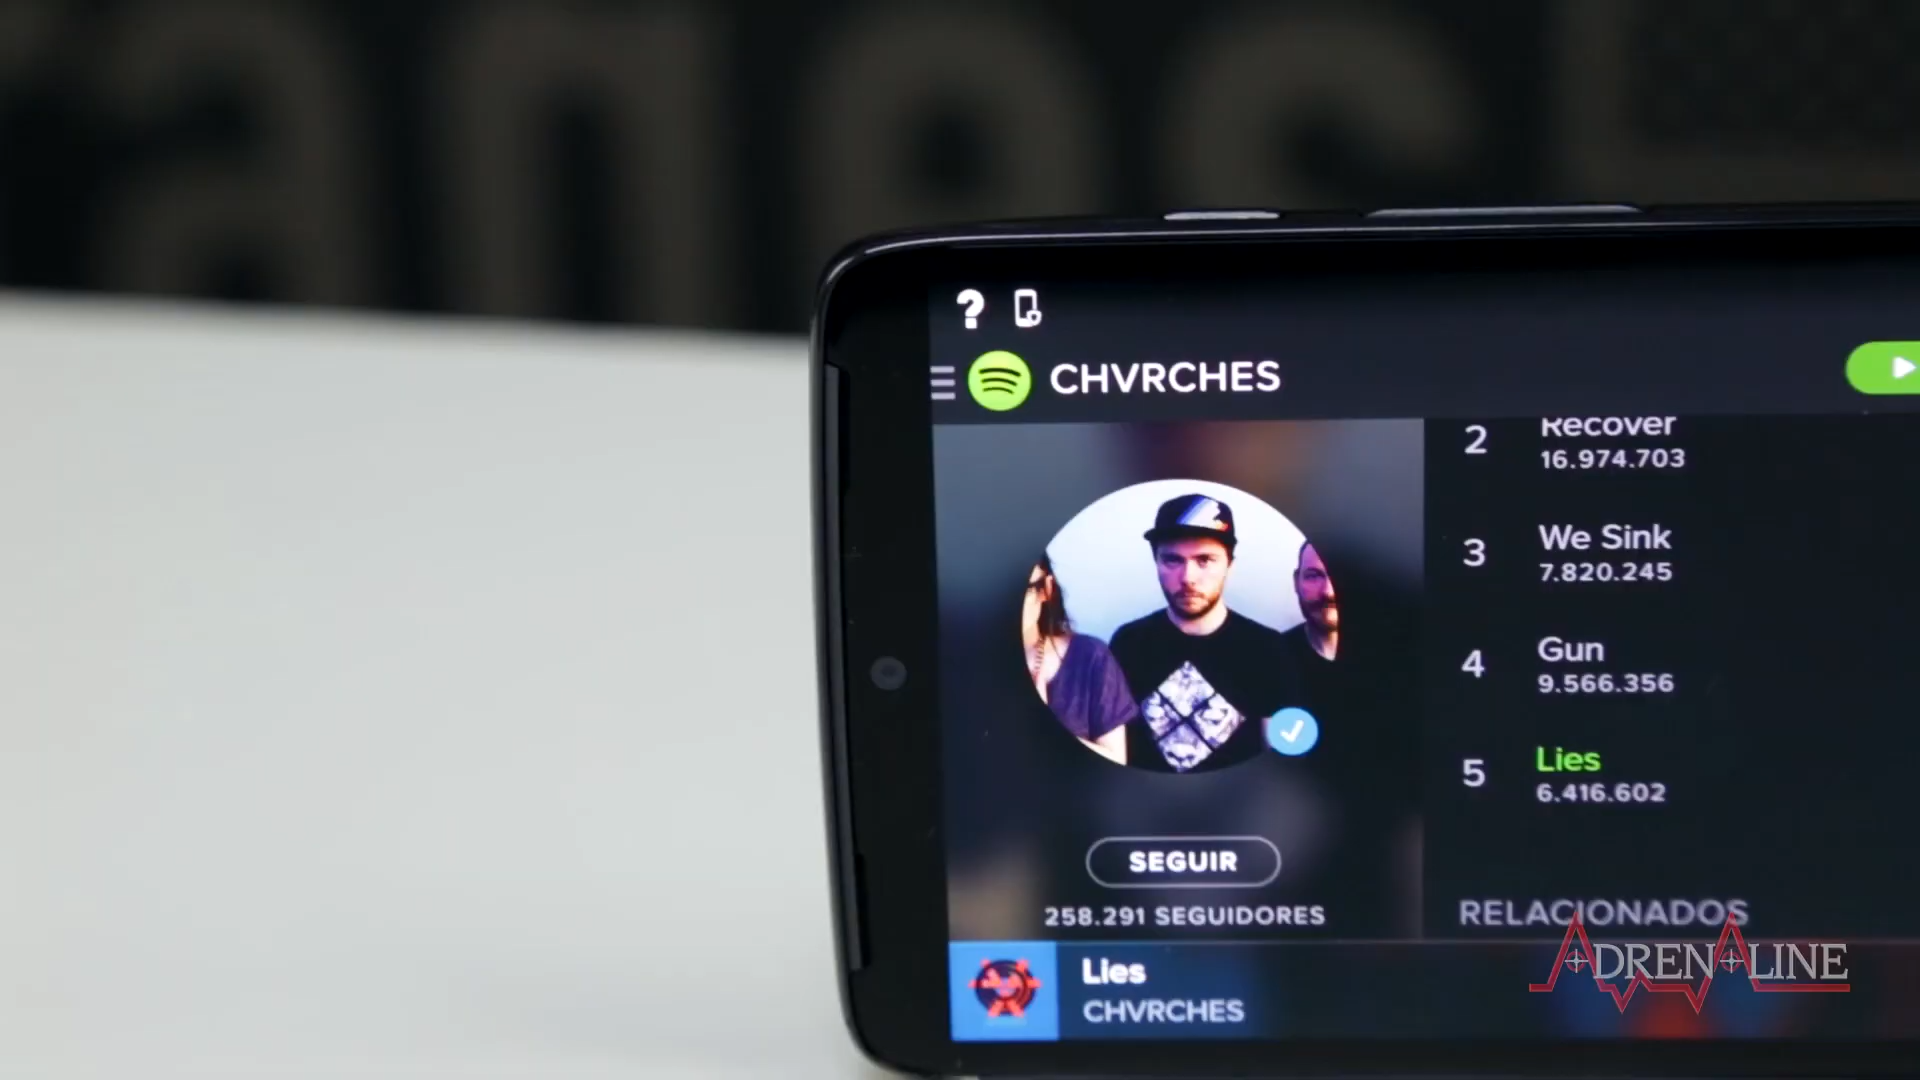 CHVRCHES
2 Recover
16.974.703
3 We Sink
7.820.245
4 Gun
9.566.356
5 Lies
6.416.602
SEGUIR
258.291 SEGUIDORES
RELACIONADOS
Lies
CHVRCHES
ADRENALINE